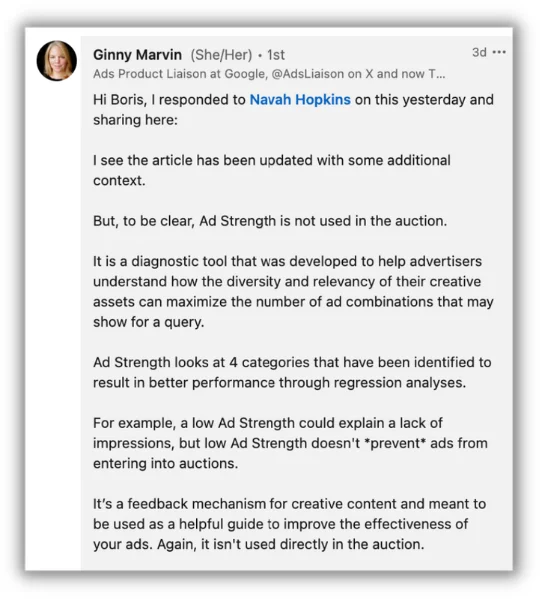 Ginny Marvin (She/Her) • 1st
3d •••
Ads Product Liaison at Google, @AdsLiaison on X and now T...
Hi Boris, I responded to Navah Hopkins on this yesterday and
sharing here:
I see the article has been updated with some additional
context.
But, to be clear, Ad Strength is not used in the auction.
It is a diagnostic tool that was developed to help advertisers
understand how the diversity and relevancy of their creative
assets can maximize the number of ad combinations that may
show for a query.
Ad Strength looks at 4 categories that have been identified to
result in better performance through regression analyses.
For example, a low Ad Strength could explain a lack of
impressions, but low Ad Strength doesn't *prevent* ads from
entering into auctions.
It's a feedback mechanism for creative content and meant to
be used as a helpful guide to improve the effectiveness of
your ads. Again, it isn't used directly in the auction.